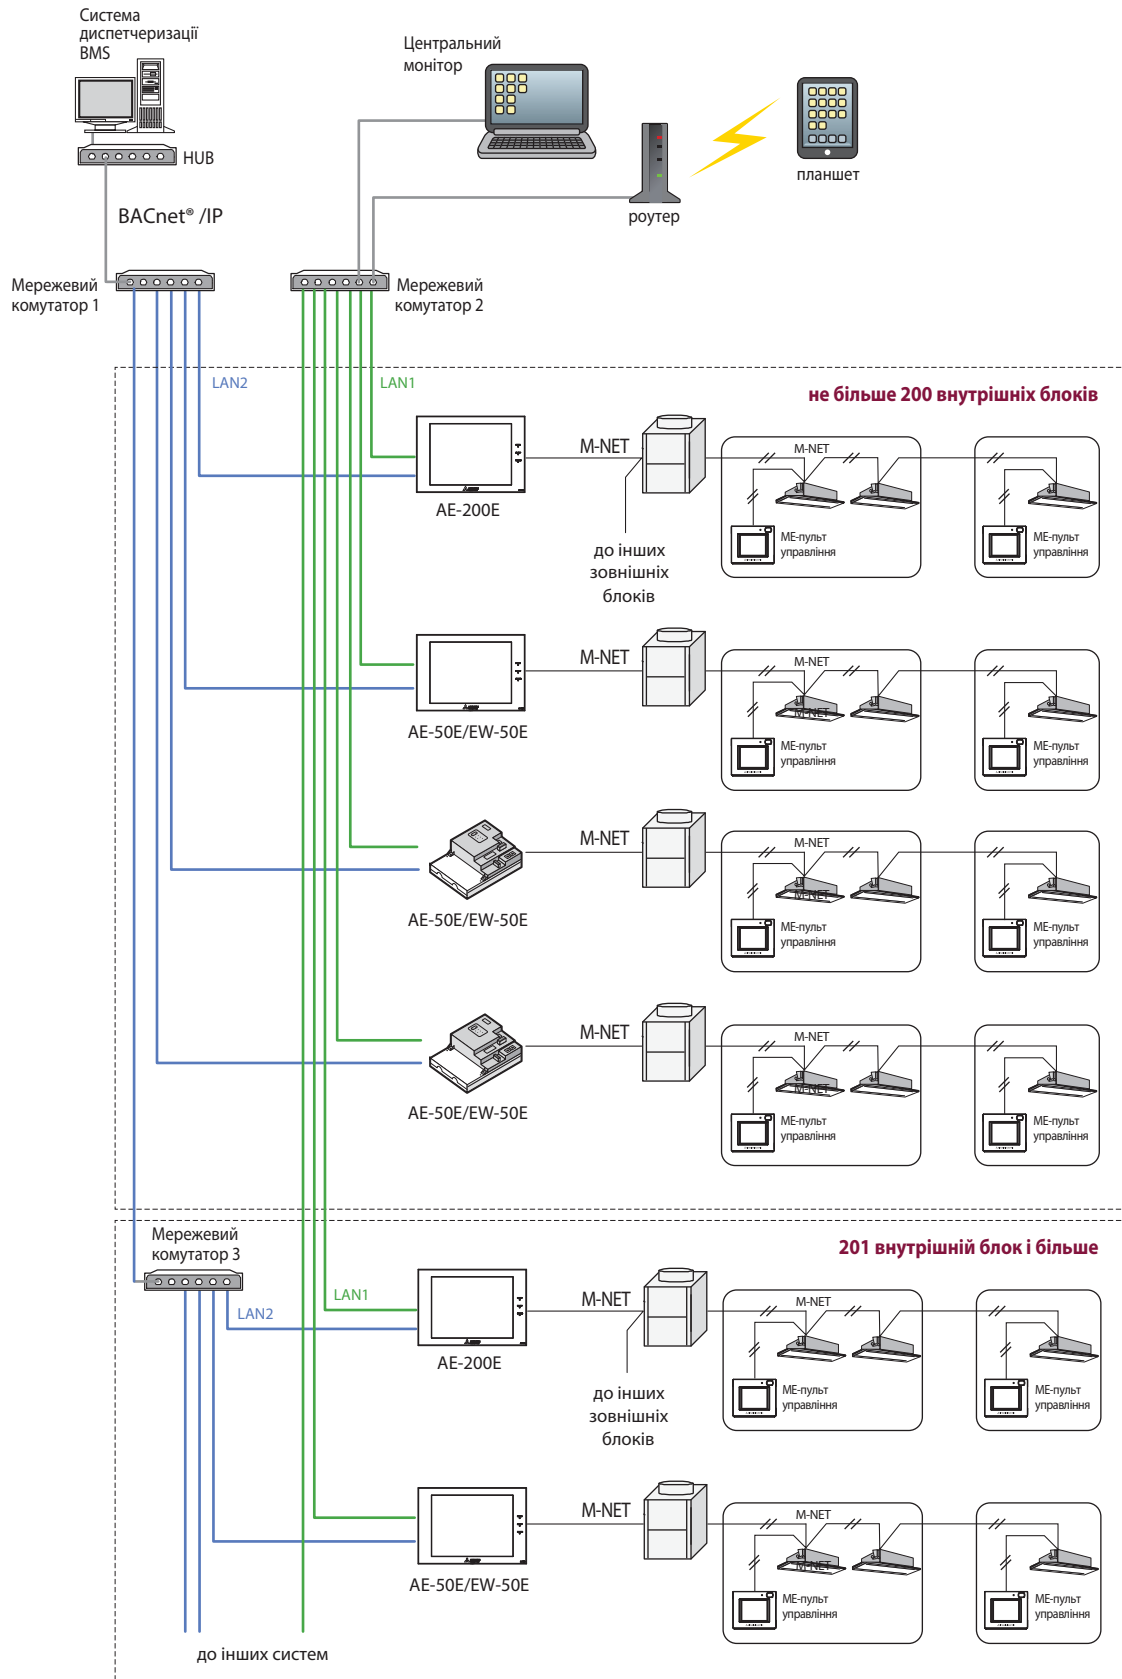 Система
диспетчеризації
BMS
HUB
Центральний
монітор
роутер
планшет
BACnet® /IP
Мережевий
комутатор 1
Мережевий
комутатор 2
LAN2
LAN1
не більше 200 внутрішніх блоків
M-NET
M-NET
AE-200E
до інших
зовнішніх
блоків
ME-пульт
управління
ME-пульт
управління
M-NET
M-NET
M-NET
AE-50E/EW-50E
ME-пульт
управління
ME-пульт
управління
M-NET
M-NET
M-NET
AE-50E/EW-50E
ME-пульт
управління
ME-пульт
управління
M-NET
M-NET
M-NET
AE-50E/EW-50E
ME-пульт
управління
ME-пульт
управління
Мережевий
комутатор 3
201 внутрішній блок і більше
LAN1
LAN2
M-NET
M-NET
AE-200E
до інших
зовнішніх
блоків
ME-пульт
управління
ME-пульт
управління
M-NET
M-NET
M-NET
AE-50E/EW-50E
ME-пульт
управління
ME-пульт
управління
до інших систем